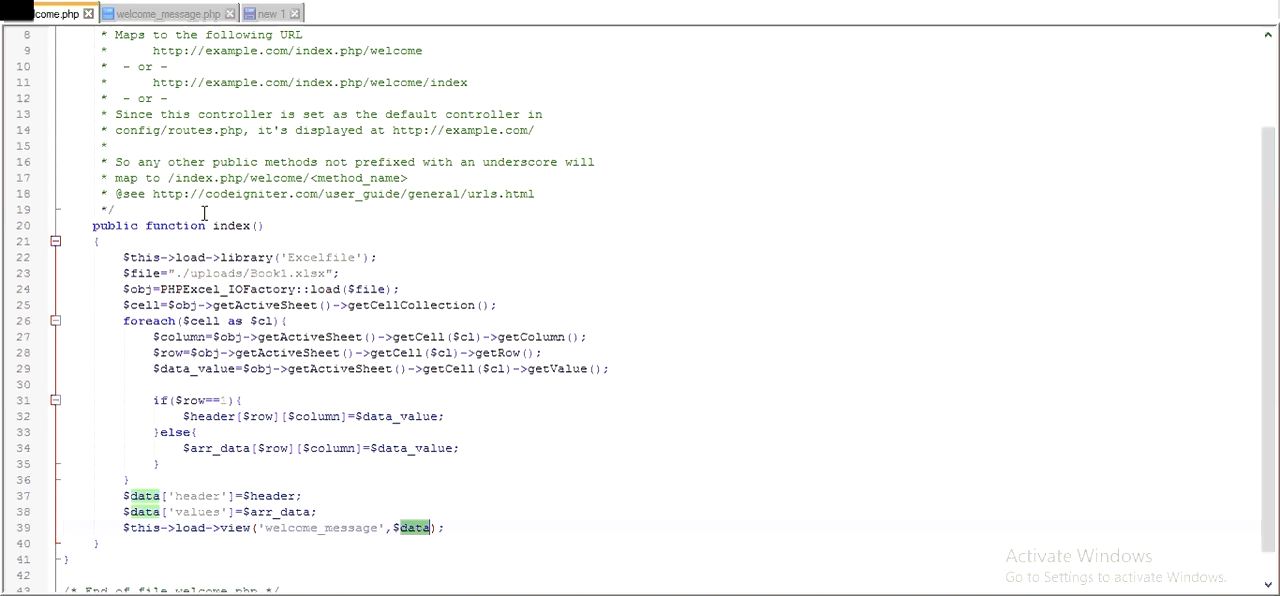 come.php welcome_message.php new 1
8 * Maps to the following URL
9 * http://example.com/index.php/welcome
10 * - or -
11 * http://example.com/index.php/welcome/index
12 * - or -
13 * Since this controller is set as the default controller in
14 * config/routes.php, it's displayed at http://example.com/
15 *
16 * So any other public methods not prefixed with an underscore will
17 * map to /index.php/welcome/<method_name>
18 * @see http://codeigniter.com/user_guide/general/urls.html
19 */
20 public function index()
21 {
22 $this->load->library('Excelfile');
23 $file="./uploads/Book1.xlsx";
24 $obj=PHPExcel_IOFactory::load($file);
25 $cell=$obj->getActiveSheet()->getCellCollection();
26 foreach($cell as $cl){
27 $column=$obj->getActiveSheet()->getCell($cl)->getColumn();
28 $row=$obj->getActiveSheet()->getCell($cl)->getRow();
29 $data_value=$obj->getActiveSheet()->getCell($cl)->getValue();
30
31 if($row==1){
32 $header[$row][$column]=$data_value;
33 }else{
34 $arr_data[$row][$column]=$data_value;
35 }
36 }
37 $data['header']=$header;
38 $data['values']=$arr_data;
39 $this->load->view('welcome_message',$data);
40 }
41 }
42
43 /* End of file welcome.php */
Activate Windows
Go to Settings to activate Windows.